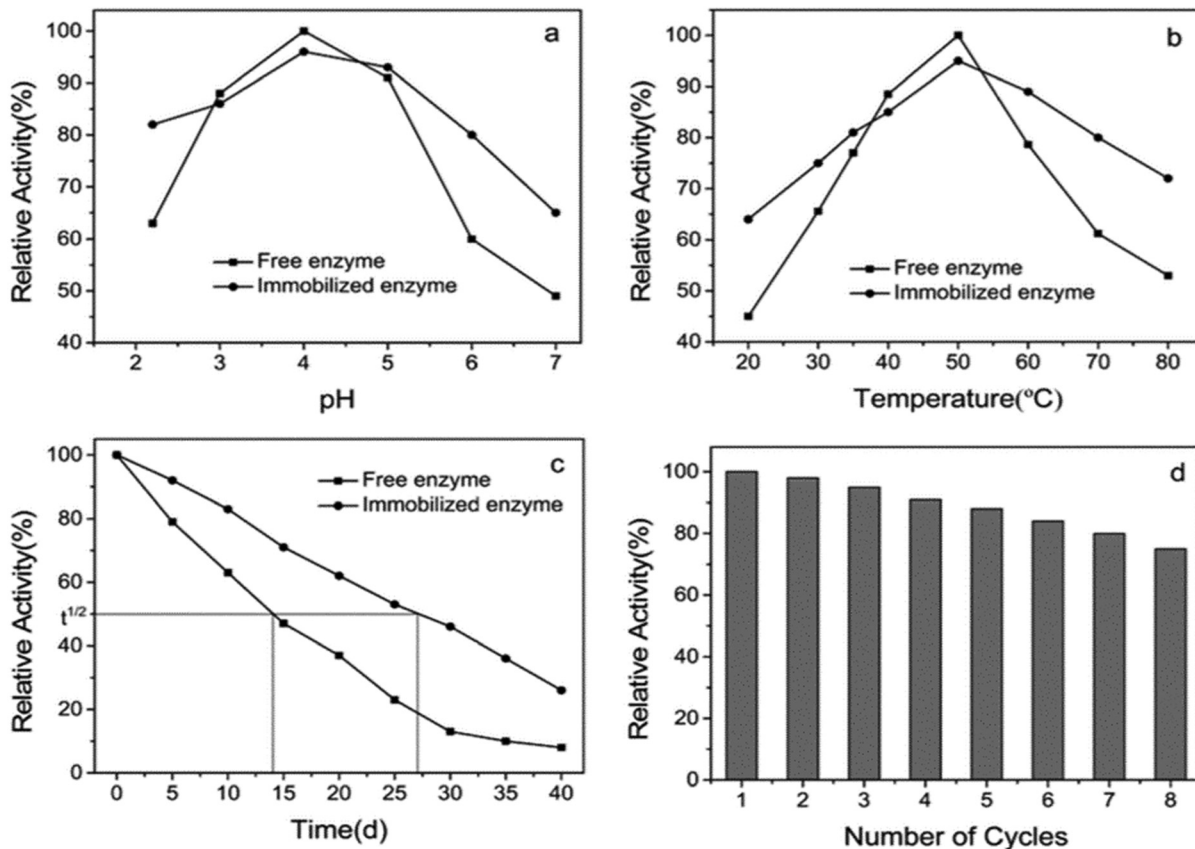 a
100
90
80
70
60
50
40
Relative Activity(%)
Free enzyme
Immobilized enzyme
2 3 4 5 6 7
pH
b
100
90
80
70
60
50
40
Relative Activity(%)
Free enzyme
Immobilized enzyme
20 30 40 50 60 70 80
Temperature(°C)
c
100
80
60
t1/2
40
20
0
Relative Activity(%)
Free enzyme
Immobilized enzyme
0 5 10 15 20 25 30 35 40
Time(d)
d
100
80
60
40
20
0
Relative Activity(%)
1 2 3 4 5 6 7 8
Number of Cycles